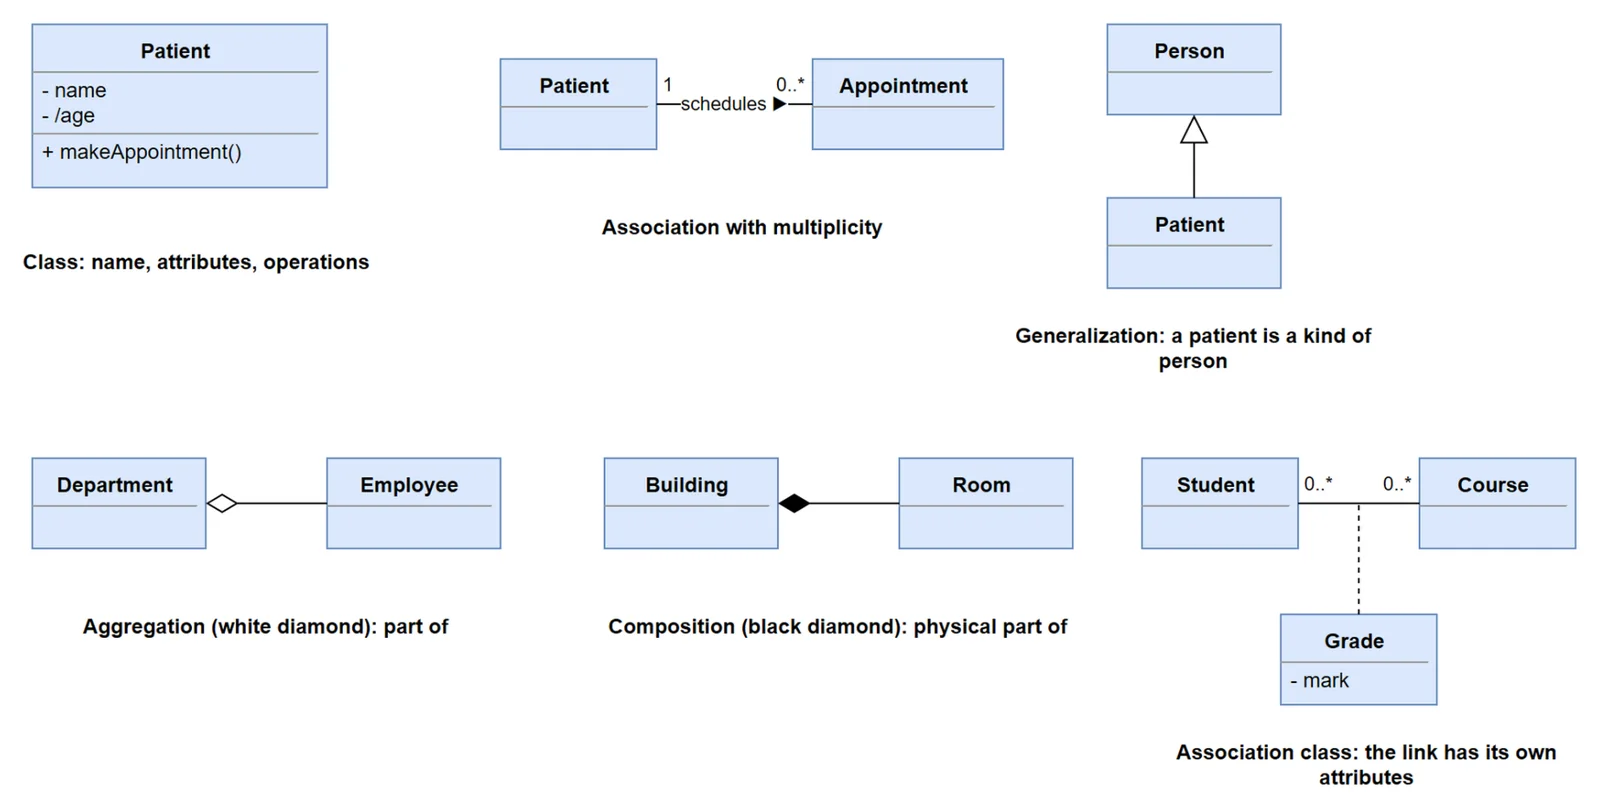 Patient
- name
- /age
+ makeAppointment()
Class: name, attributes, operations
Patient
1
schedules ▶
0..*
Appointment
Association with multiplicity
Person
Patient
Generalization: a patient is a kind of
person
Department
Employee
Aggregation (white diamond): part of
Building
Room
Composition (black diamond): physical part of
Student
0..*
0..*
Course
Grade
- mark
Association class: the link has its own
attributes